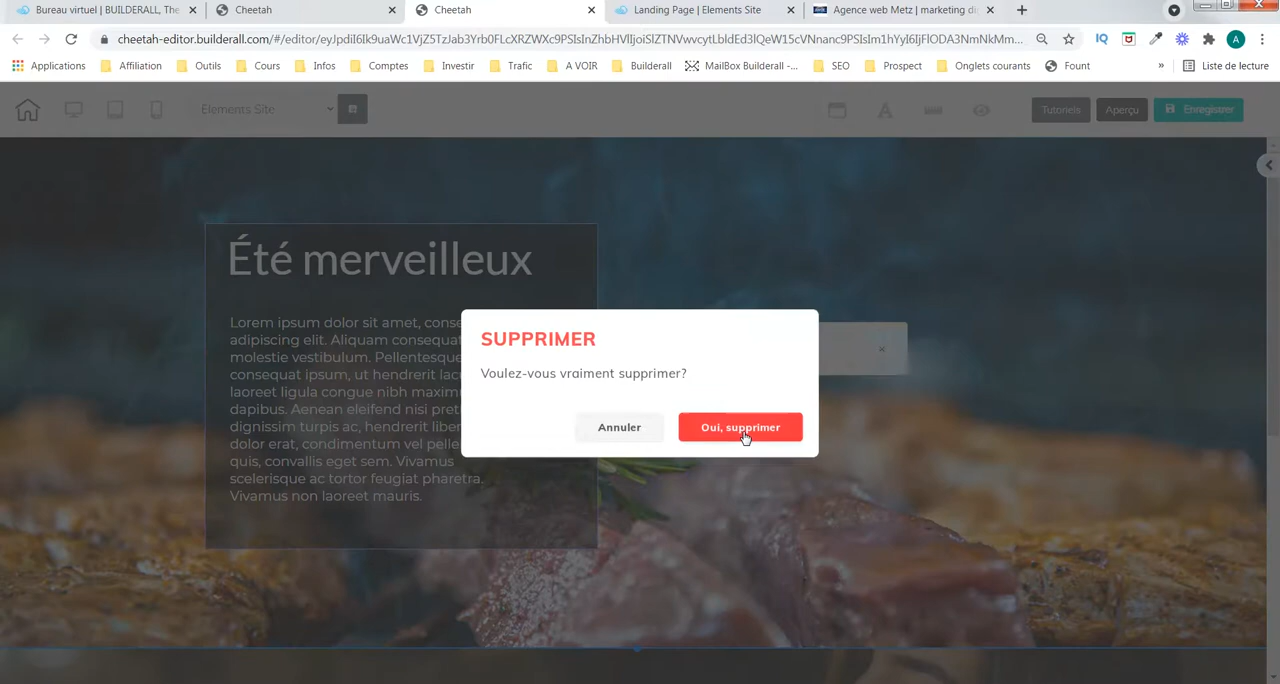 Bureau virtuel | BUILDERALL, The
Cheetah
Cheetah
Landing Page | Elements Site
Agence web Metz | marketing di
Applications
Affiliation
Outils
Cours
Infos
Comptes
Investir
Trafic
A VOIR
Builderall
MailBox Builderall -...
SEO
Prospect
Onglets courants
Fount
»
Liste de lecture
IQ
A
Elements Site
Tutoriels
Aperçu
Enregistrer
Été merveilleux
Lorem ipsum dolor sit amet, conse
adipiscing elit. Aliquam consequat
molestie vestibulum. Pellentesque
consequat ipsum, ut hendrerit lacu
laoreet ligula congue nibh maximu
dapibus. Aenean eleifend nisi pret
dignissim turpis ac, hendrerit liber
dolor erat, condimentum vel pelle
quis, convallis eget sem. Vivamus
scelerisque ac tortor feugiat pharetra.
Vivamus non laoreet mauris.
SUPPRIMER
Voulez-vous vraiment supprimer?
Annuler
Oui, supprimer